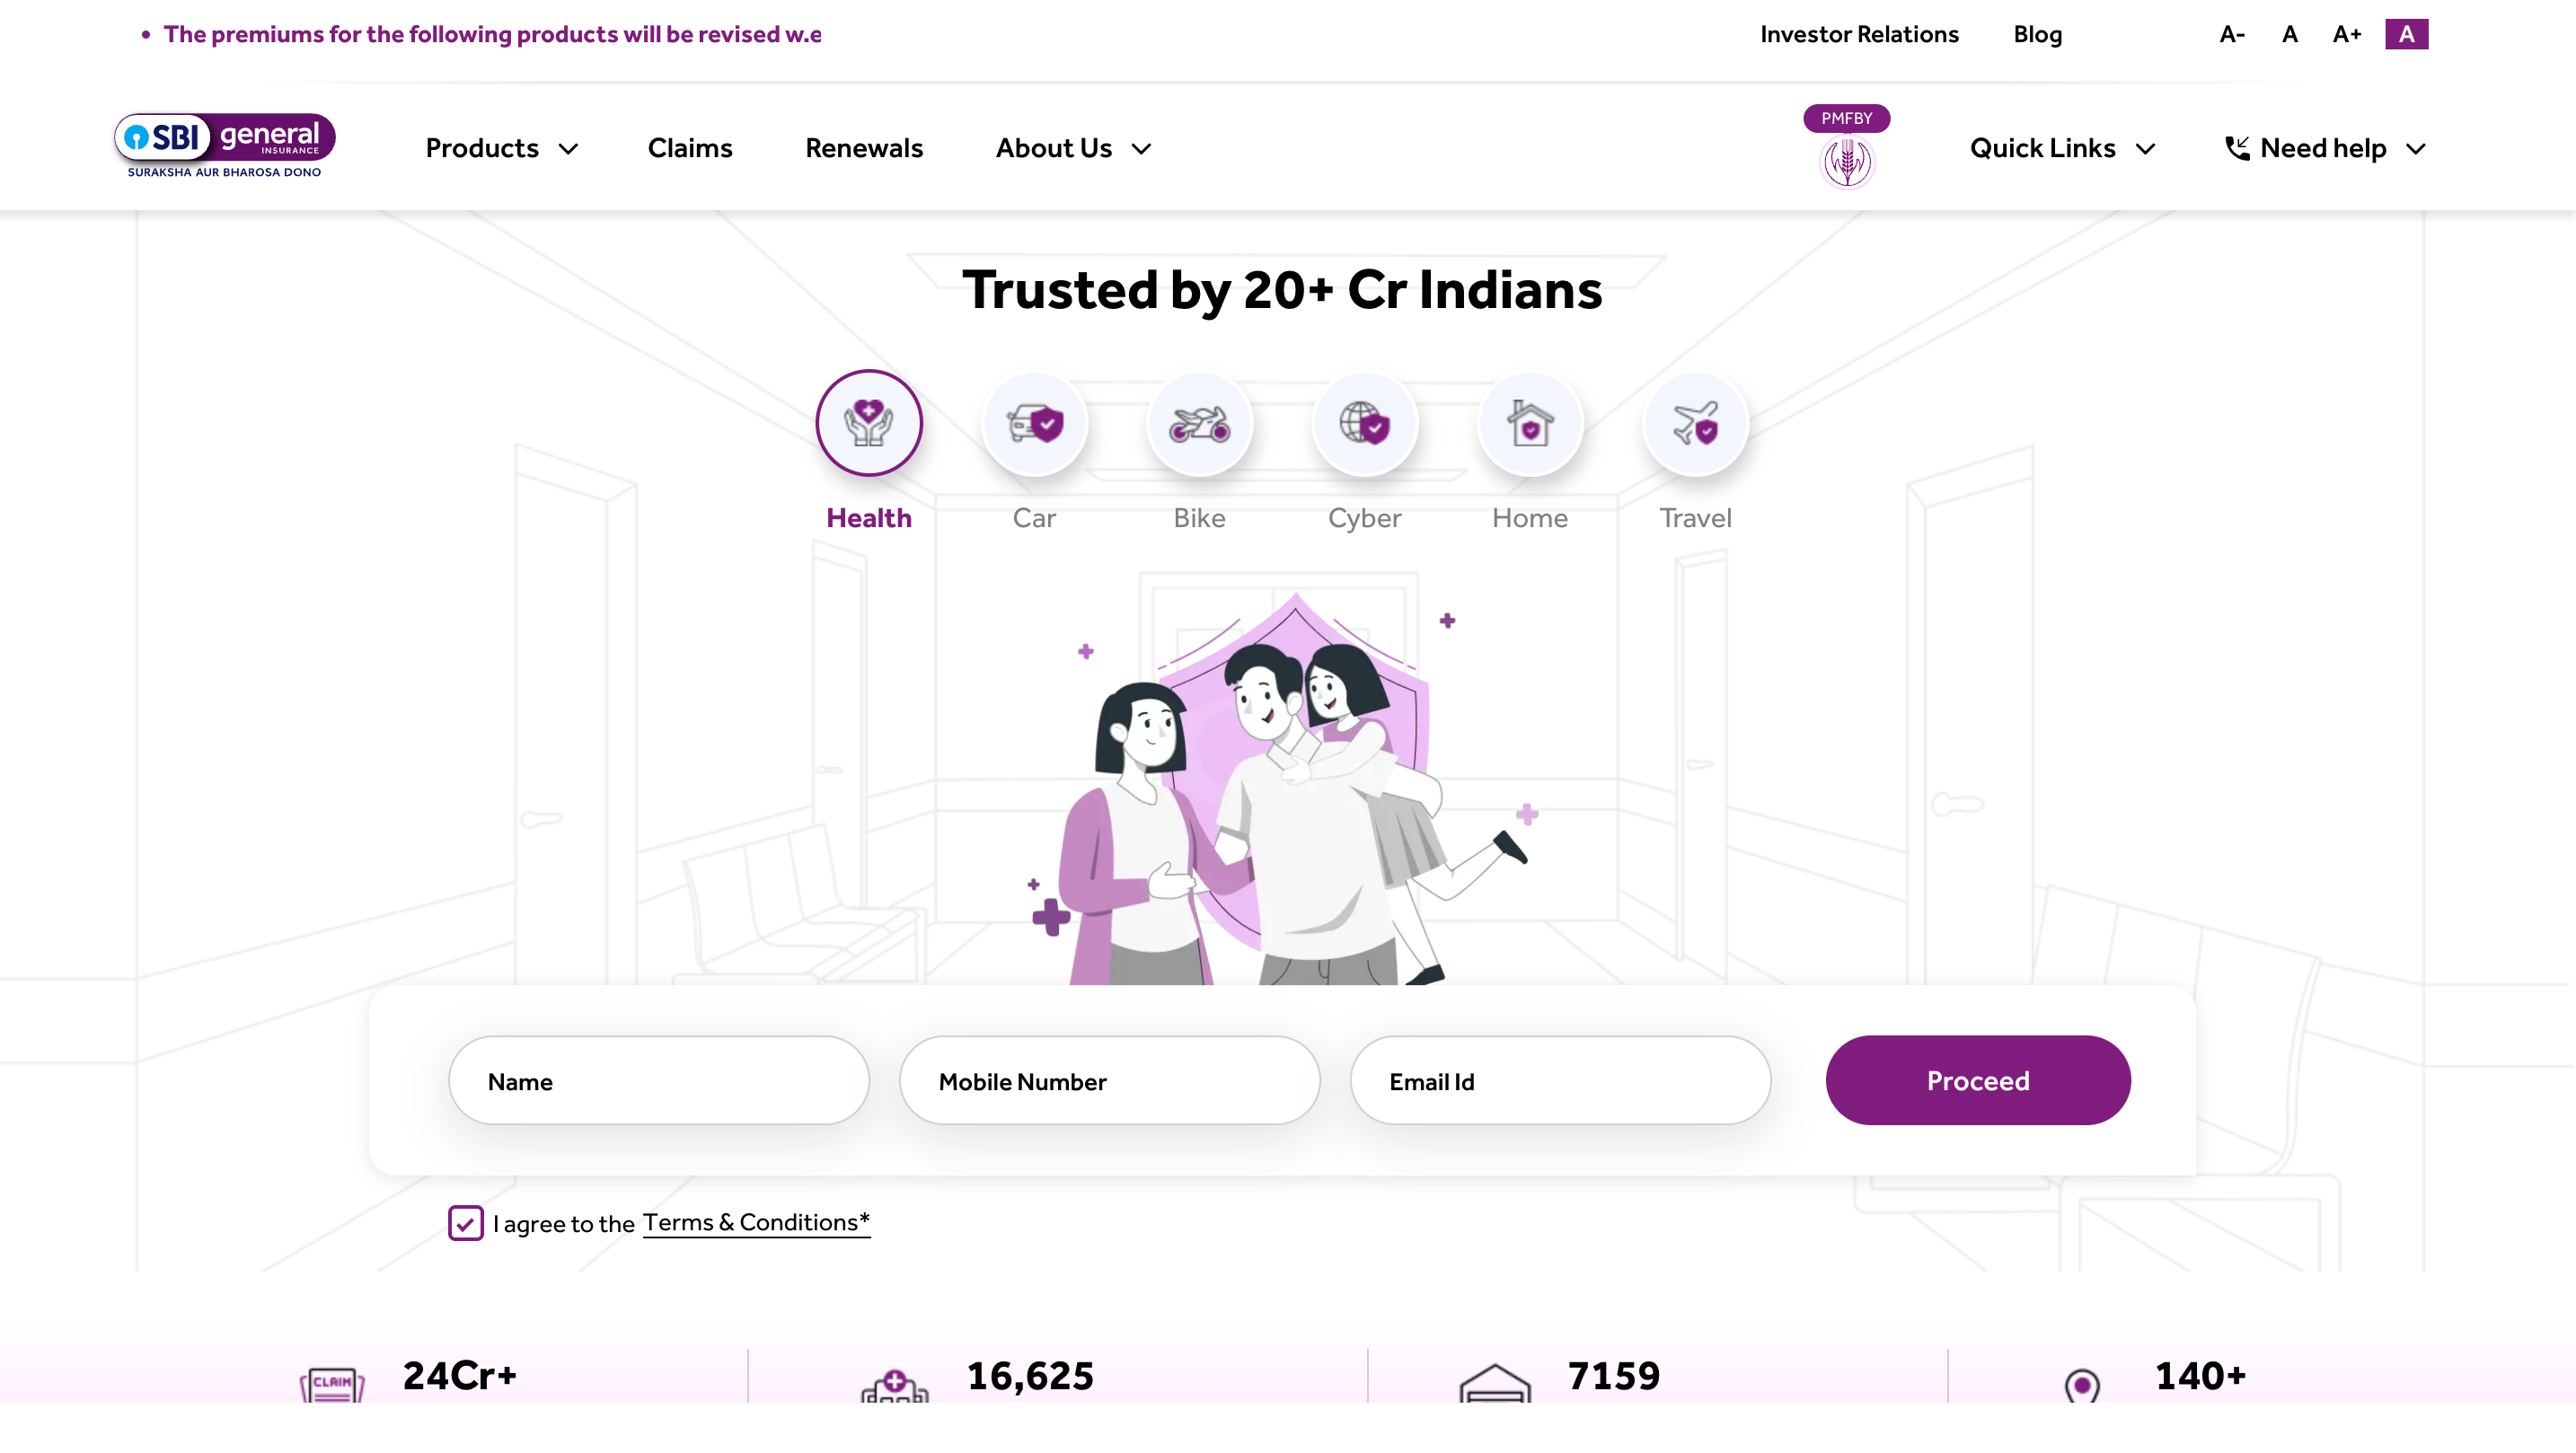 • The premiums for the following products will be revised w.e
Investor Relations
Blog
A-
A
A+
A
SBI general
INSURANCE
SURAKSHA AUR BHAROSA DONO
Products
Claims
Renewals
About Us
PMFBY
Quick Links
Need help
Trusted by 20+ Cr Indians
Health
Car
Bike
Cyber
Home
Travel
Name
Mobile Number
Email Id
Proceed
I agree to the Terms & Conditions*
CLAIM
24Cr+
16,625
7159
140+